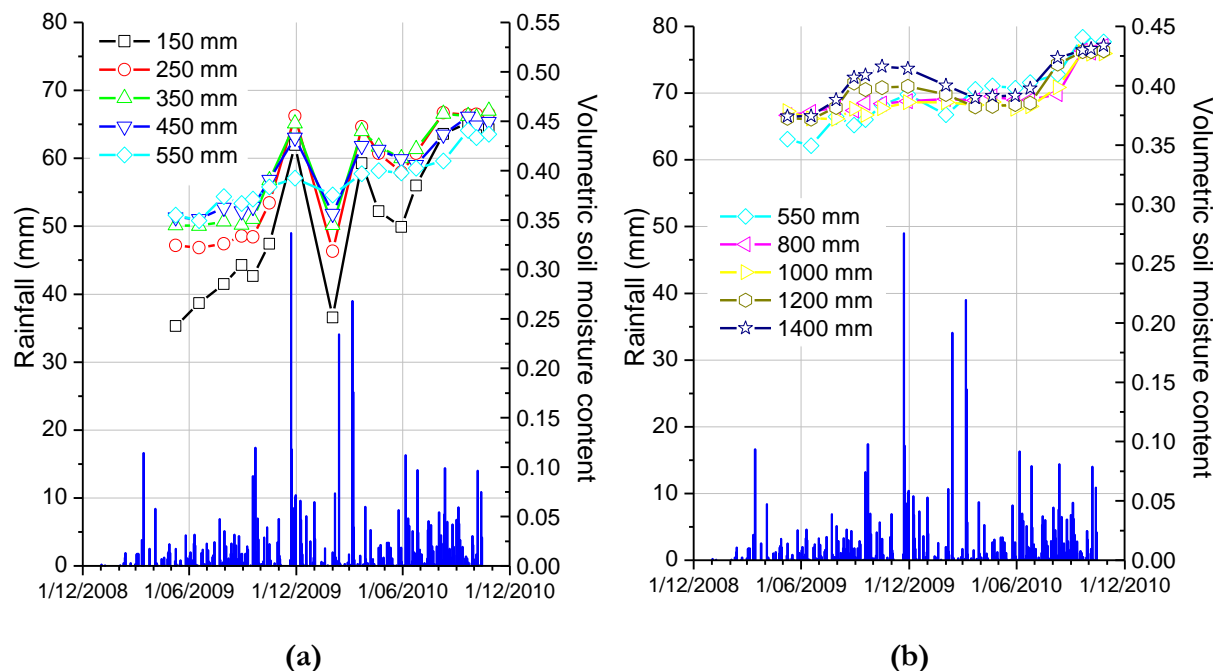 80
70
60
50
40
30
20
10
0
Rainfall (mm)
150 mm
250 mm
350 mm
450 mm
550 mm
0.55
0.50
0.45
0.40
0.35
0.30
0.25
0.20
0.15
0.10
0.05
0.00
Volumetric soil moisture content
1/12/2008 1/06/2009 1/12/2009 1/06/2010 1/12/2010
(a)
80
70
60
50
40
30
20
10
0
Rainfall (mm)
550 mm
800 mm
1000 mm
1200 mm
1400 mm
0.45
0.40
0.35
0.30
0.25
0.20
0.15
0.10
0.05
0.00
Volumetric soil moisture content
1/12/2008 1/06/2009 1/12/2009 1/06/2010 1/12/2010
(b)